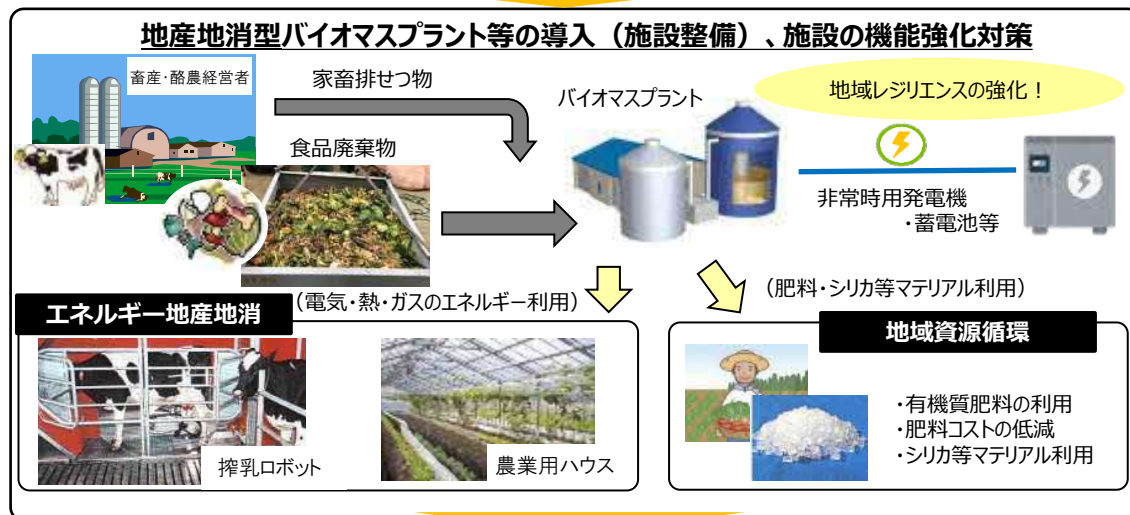 地産地消型バイオマスプラント等の導入（施設整備）、施設の機能強化対策
畜産・酪農経営者
家畜排せつ物
食品廃棄物
バイオマスプラント
地域レジリエンスの強化！
非常時用発電機
・蓄電池等
（電気・熱・ガスのエネルギー利用）
（肥料・シリカ等マテリアル利用）
エネルギー地産地消
搾乳ロボット
農業用ハウス
地域資源循環
・有機質肥料の利用
・肥料コストの低減
・シリカ等マテリアル利用